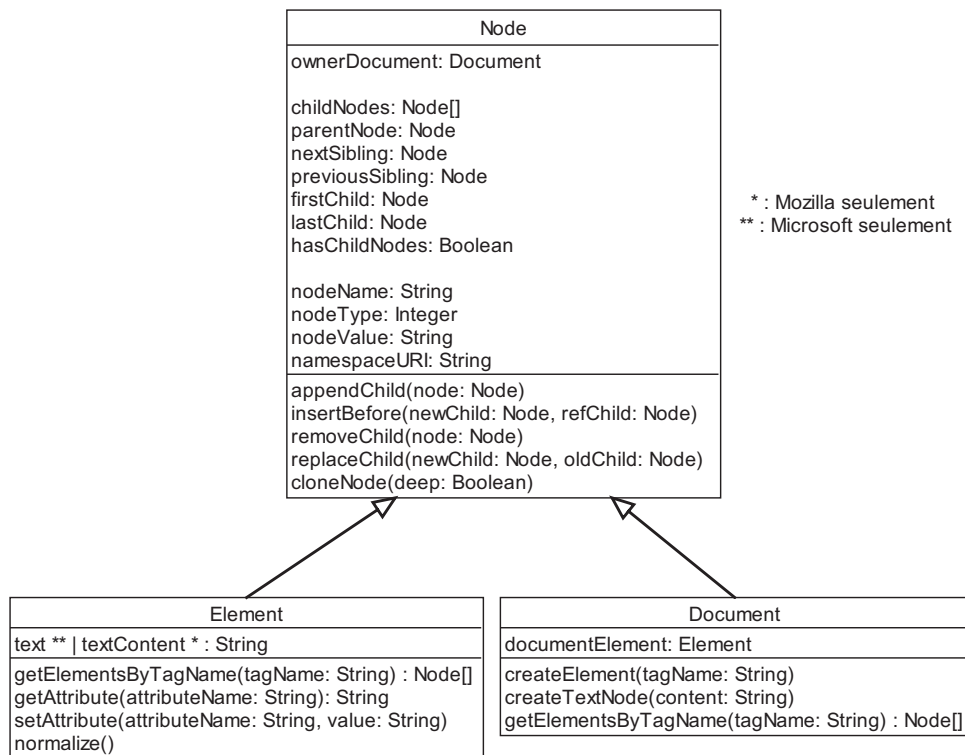 Node
ownerDocument: Document
childNodes: Node[]
parentNode: Node
nextSibling: Node
previousSibling: Node
firstChild: Node
lastChild: Node
hasChildNodes: Boolean
nodeName: String
nodeType: Integer
nodeValue: String
namespaceURI: String
appendChild(node: Node)
insertBefore(newChild: Node, refChild: Node)
removeChild(node: Node)
replaceChild(newChild: Node, oldChild: Node)
cloneNode(deep: Boolean)
* : Mozilla seulement
** : Microsoft seulement
Element
text ** | textContent * : String
getElementsByTagName(tagName: String) : Node[]
getAttribute(attributeName: String): String
setAttribute(attributeName: String, value: String)
normalize()
Document
documentElement: Element
createElement(tagName: String)
createTextNode(content: String)
getElementsByTagName(tagName: String) : Node[]